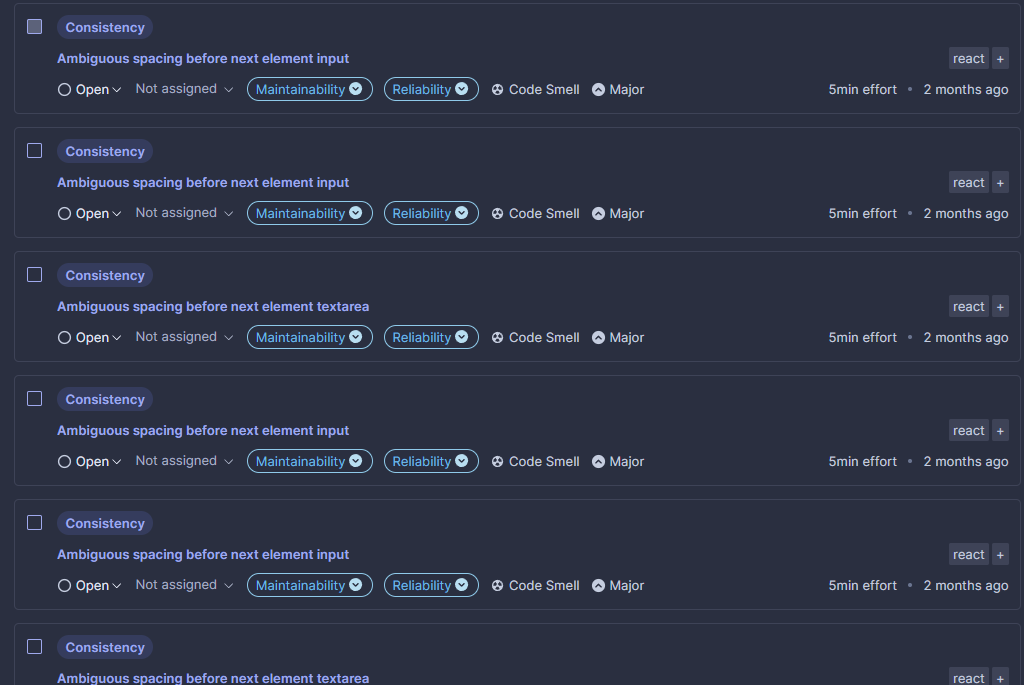 Consistency
Ambiguous spacing before next element input
react +
Open Not assigned Maintainability Reliability Code Smell Major 5min effort • 2 months ago
Consistency
Ambiguous spacing before next element input
react +
Open Not assigned Maintainability Reliability Code Smell Major 5min effort • 2 months ago
Consistency
Ambiguous spacing before next element textarea
react +
Open Not assigned Maintainability Reliability Code Smell Major 5min effort • 2 months ago
Consistency
Ambiguous spacing before next element input
react +
Open Not assigned Maintainability Reliability Code Smell Major 5min effort • 2 months ago
Consistency
Ambiguous spacing before next element input
react +
Open Not assigned Maintainability Reliability Code Smell Major 5min effort • 2 months ago
Consistency
Ambiguous spacing before next element textarea
react +